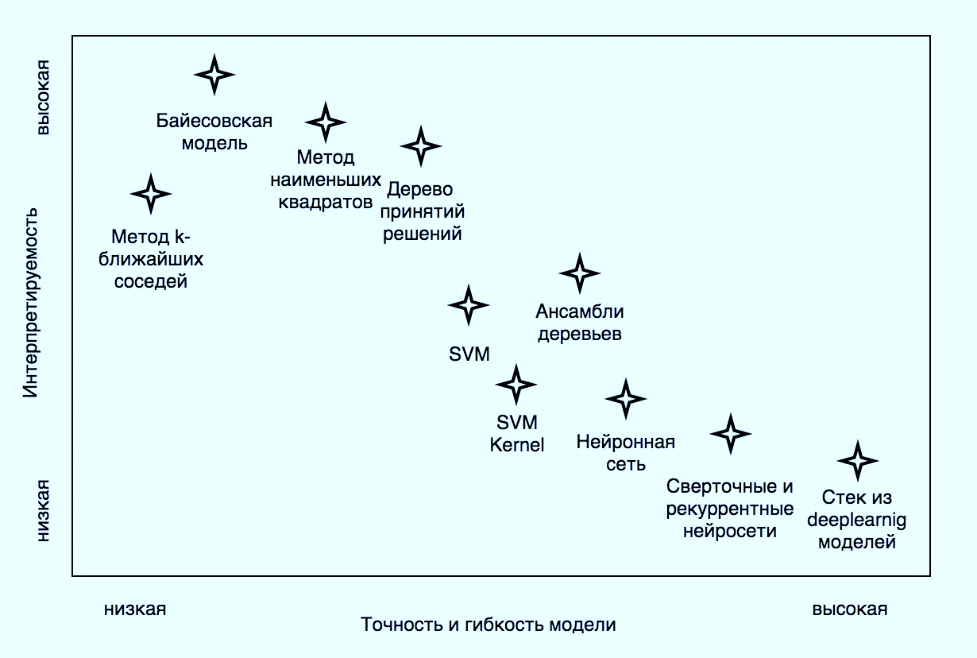 высокая
Интерпретируемость
низкая
Байесовская
модель
Метод
наименьших
квадратов
Дерево
принятий
решений
Метод k-
ближайших
соседей
Ансамбли
деревьев
SVM
SVM
Kernel
Нейронная
сеть
Сверточные и
рекуррентные
нейросети
Стек из
deeplearnig
моделей
низкая
Точность и гибкость модели
высокая